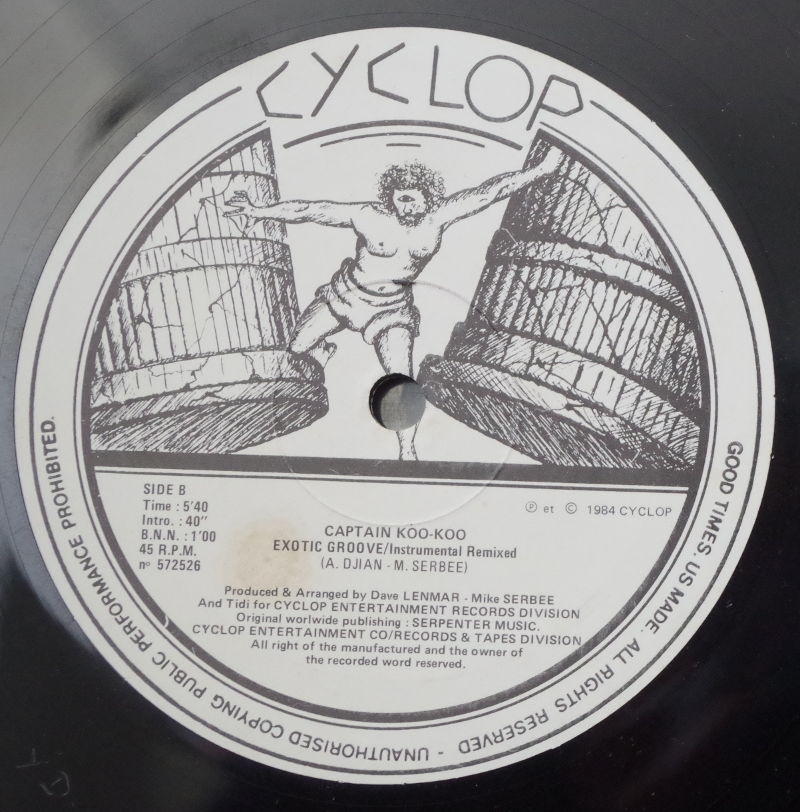 CYCLOP
SIDE B
Time : 5'40
Intro. : 40"
B.N.N. : 1'00
45 R.P.M.
nº 572526
℗ et © 1984 CYCLOP
CAPTAIN KOO-KOO
EXOTIC GROOVE/Instrumental Remixed
(A. DJIAN - M. SERBEE)
Produced & Arranged by Dave LENMAR - Mike SERBEE
And Tidi for CYCLOP ENTERTAINMENT RECORDS DIVISION
Original worlwide publishing : SERPENTER MUSIC.
CYCLOP ENTERTAINMENT CO/RECORDS & TAPES DIVISION
All right of the manufactured and the owner of
the recorded word reserved.
GOOD TIMES. US MADE. ALL RIGHTS RESERVED - UNAUTHORISED COPYING PUBLIC PERFORMANCE PROHIBITED.